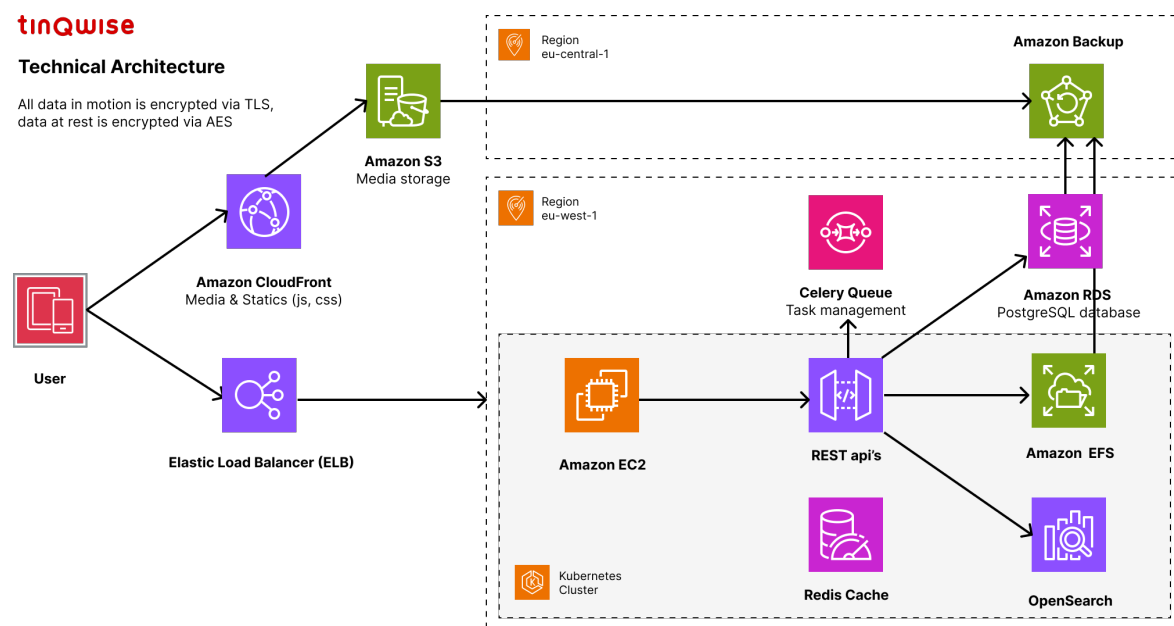 tinQwise
Technical Architecture
All data in motion is encrypted via TLS,
data at rest is encrypted via AES
Region
eu-central-1
Amazon Backup
Amazon S3
Media storage
Region
eu-west-1
Amazon CloudFront
Media & Statics (js, css)
Celery Queue
Task management
Amazon RDS
PostgreSQL database
User
Elastic Load Balancer (ELB)
Amazon EC2
</>
REST api’s
Amazon  EFS
K
Kubernetes
Cluster
Redis Cache
OpenSearch